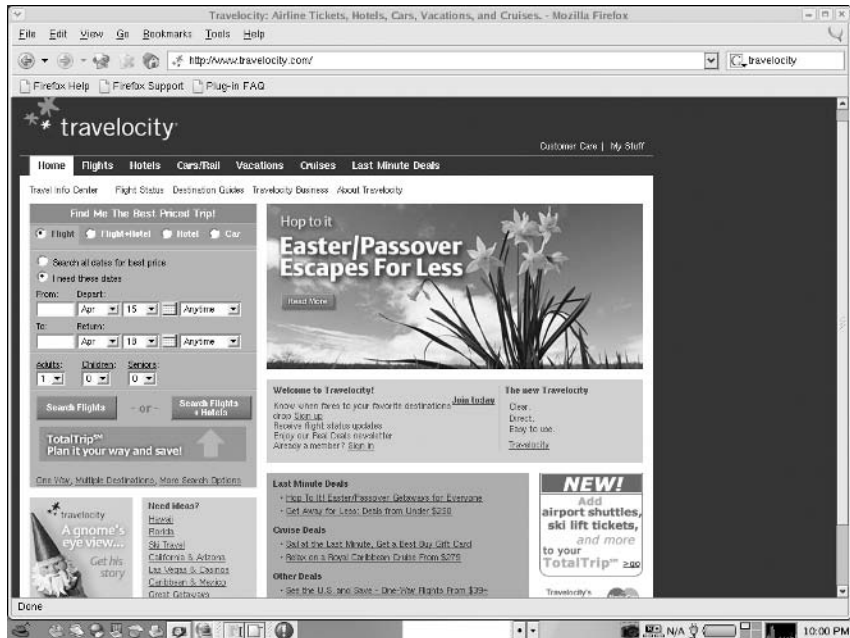 Travelocity: Airline Tickets, Hotels, Cars, Vacations, and Cruises. - Mozilla Firefox
File Edit View Go Bookmarks Tools Help
http://www.travelocity.com/
travelocity
Firefox Help Firefox Support Plug-in FAQ
travelocity
Customer Care | My Stuff
Home Flights Hotels Cars/Rail Vacations Cruises Last Minute Deals
Travel Info Center Flight Status Destination Guides Travelocity Business About Travelocity
Find Me The Best Priced Trip!
Flight Flight+Hotel Hotel Car
Search all dates for best price
I need these dates
From: Depart:
Apr 15 Anytime
To: Return:
Apr 18 Anytime
Adults: Children: Seniors:
1 0 0
Search Flights - or - Search Flights + Hotels
TotalTrip℠
Plan it your way and save!
One Way, Multiple Destinations, More Search Options
Hop to it
Easter/Passover
Escapes For Less
Read More
Welcome to Travelocity!
Know when fares to your favorite destinations drop Sign up
Receive flight status updates
Enjoy our Real Deals newsletter
Already a member? Sign in
Join today
The new Travelocity
Clear.
Direct.
Easy to use.
Travelocity
travelocity
A gnome's
eye view...
Get his
story
Need ideas?
Hawaii
Florida
Ski Travel
California & Arizona
Las Vegas & Casinos
Caribbean & Mexico
Great Getaways
Last Minute Deals
Hop To It! Easter/Passover Getaways for Everyone
Get Away for Less: Deals from Under $200
Cruise Deals
Sail at the Last Minute, Get a Best Buy Gift Card
Relax on a Royal Caribbean Cruise From $279
Other Deals
See the U.S. and Save - One-Way Flights From $39+
NEW!
Add
airport shuttles,
ski lift tickets,
and more
to your
TotalTrip℠ >go
Travelocity's
Done
N/A
10:00 PM